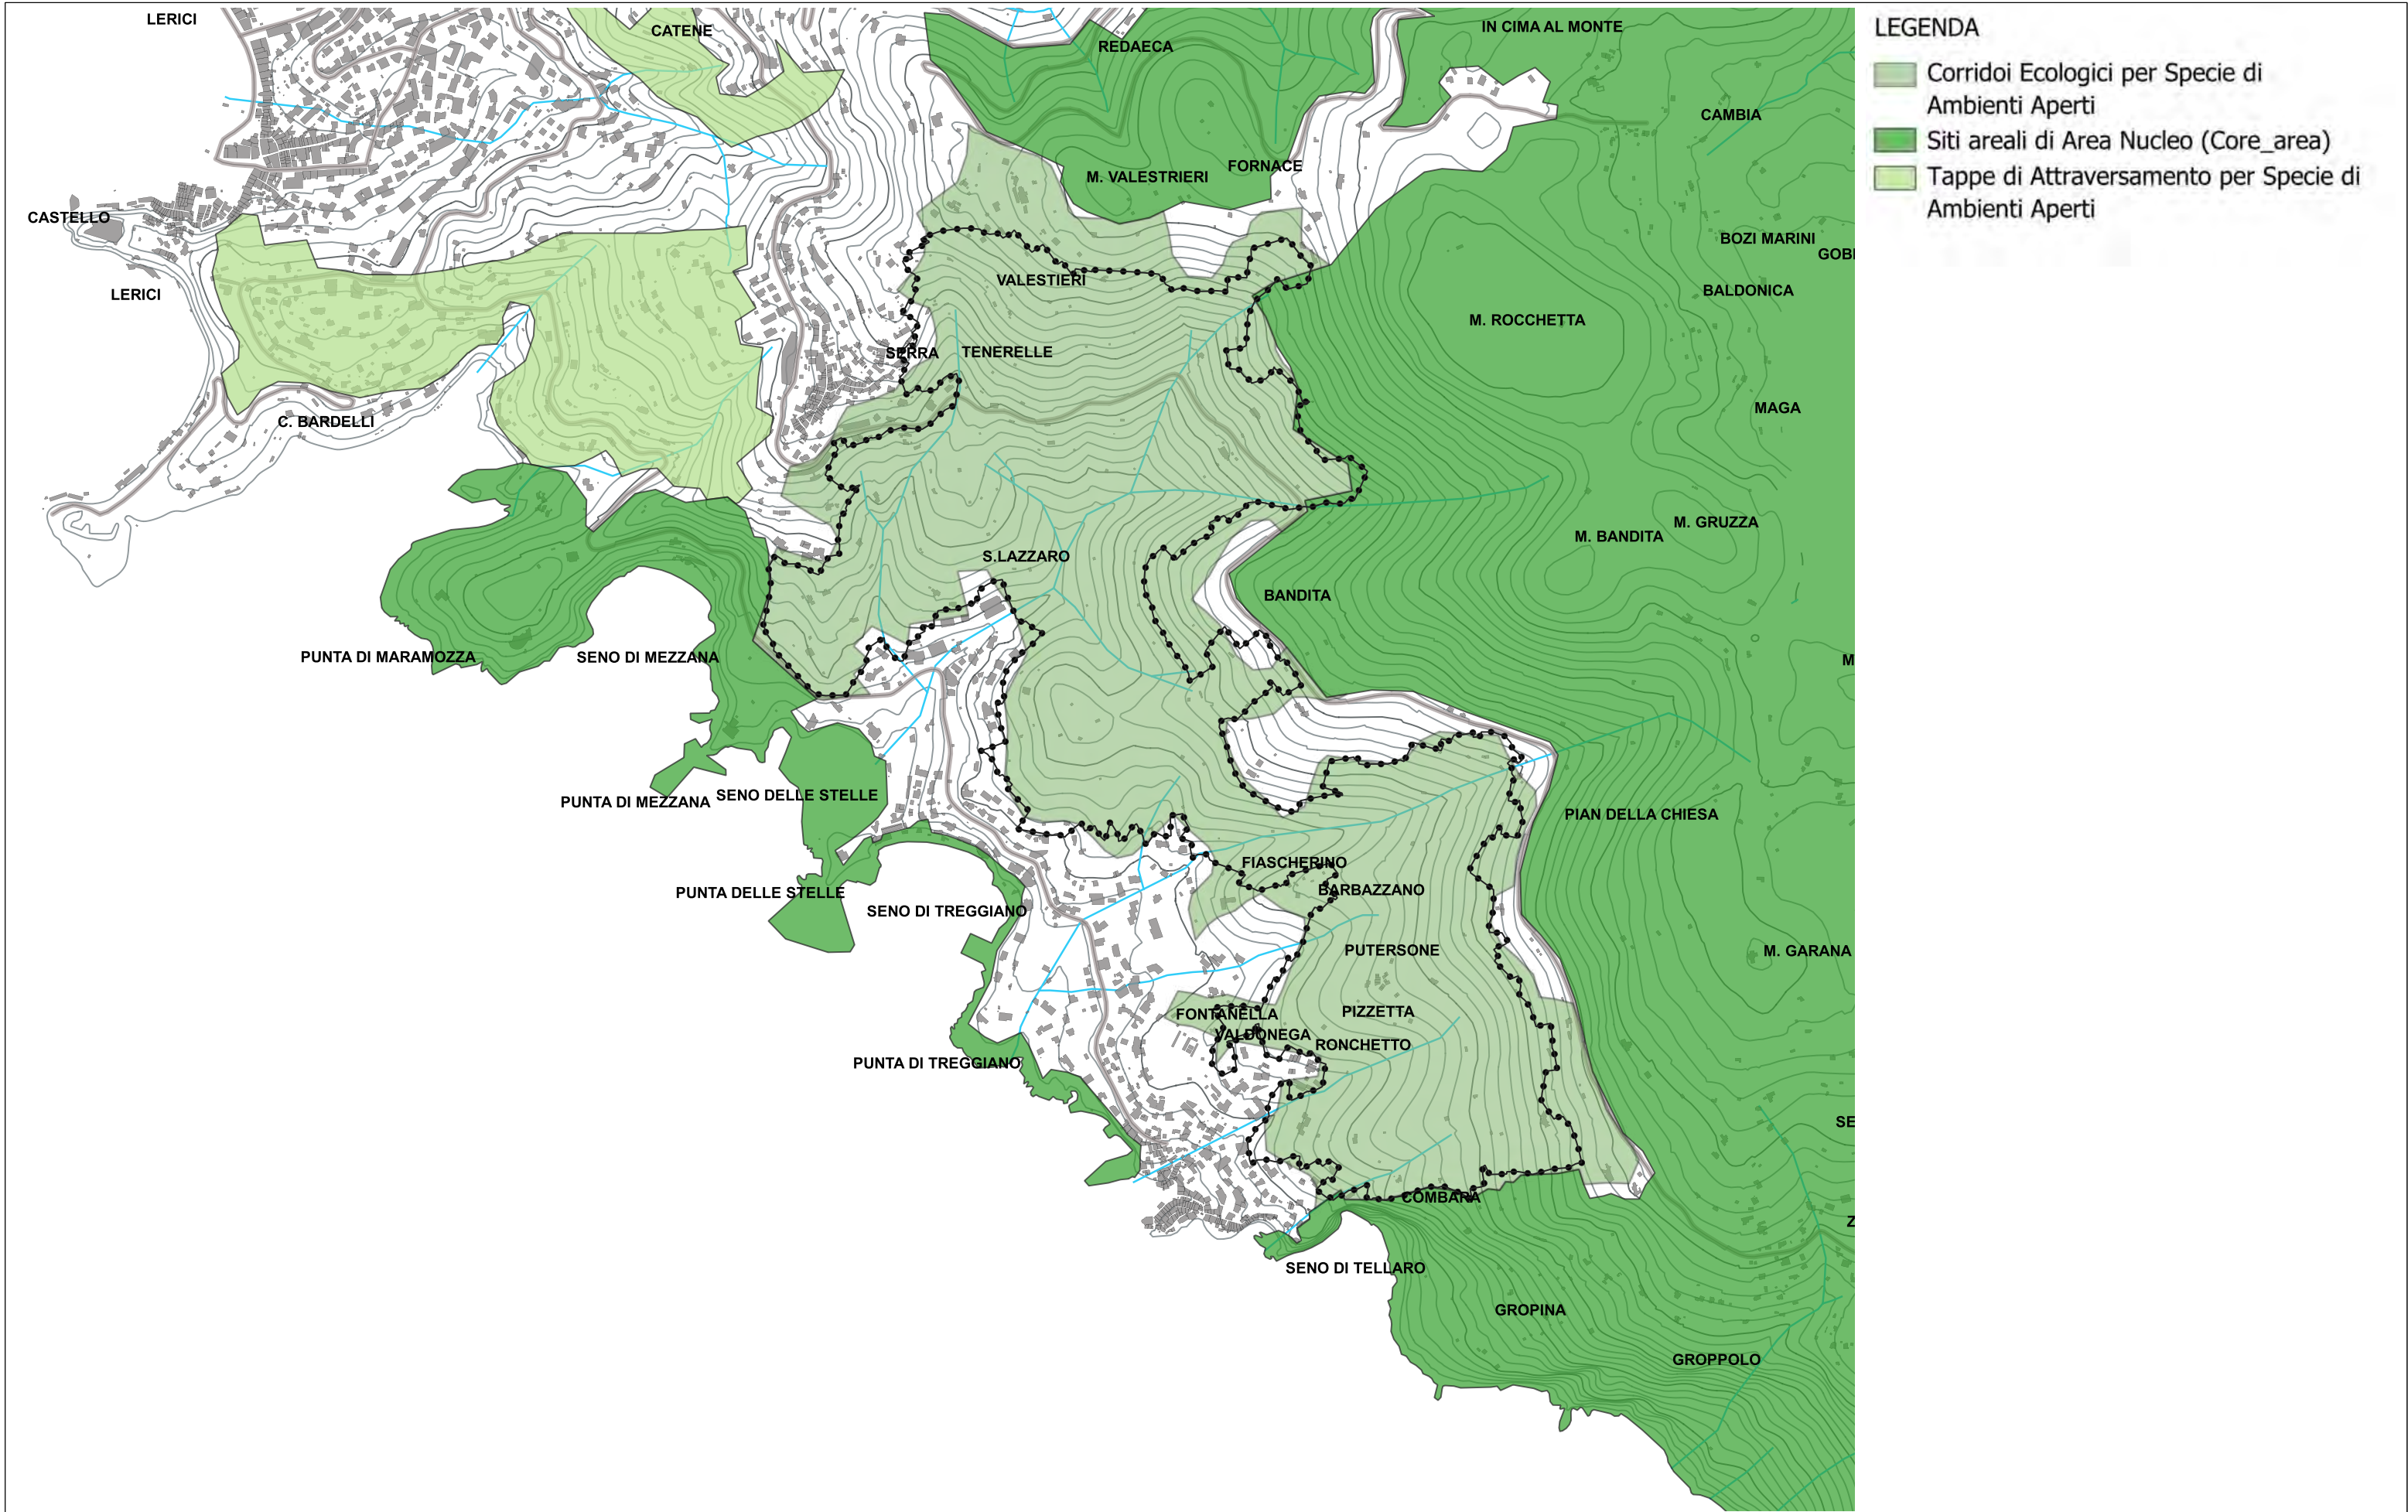 LERICI
CATENE
REDAECA
IN CIMA AL MONTE
CAMBIA
FORNACE
M. VALESTRIERI
CASTELLO
BOZI MARINI
GOBI
LERICI
VALESTIERI
BALDONICA
M. ROCCHETTA
SERRA
TENERELLE
MAGA
C. BARDELLI
M. GRUZZA
M. BANDITA
S.LAZZARO
BANDITA
PUNTA DI MARAMOZZA
SENO DI MEZZANA
M
PUNTA DI MEZZANA
SENO DELLE STELLE
PIAN DELLA CHIESA
FIASCHERINO
BARBAZZANO
PUNTA DELLE STELLE
SENO DI TREGGIANO
PUTERSONE
M. GARANA
FONTANELLA
PIZZETTA
VALDONEGA
RONCHETTO
PUNTA DI TREGGIANO
SE
COMBARA
Z
SENO DI TELLARO
GROPINA
GROPPOLO
LEGENDA
Corridoi Ecologici per Specie di
Ambienti Aperti
Siti areali di Area Nucleo (Core_area)
Tappe di Attraversamento per Specie di
Ambienti Aperti